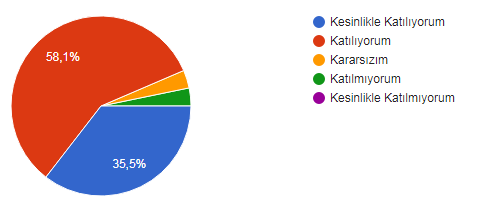 58,1%
35,5%
Kesinlikle Katılıyorum
Katılıyorum
Kararsızım
Katılmıyorum
Kesinlikle Katılmıyorum